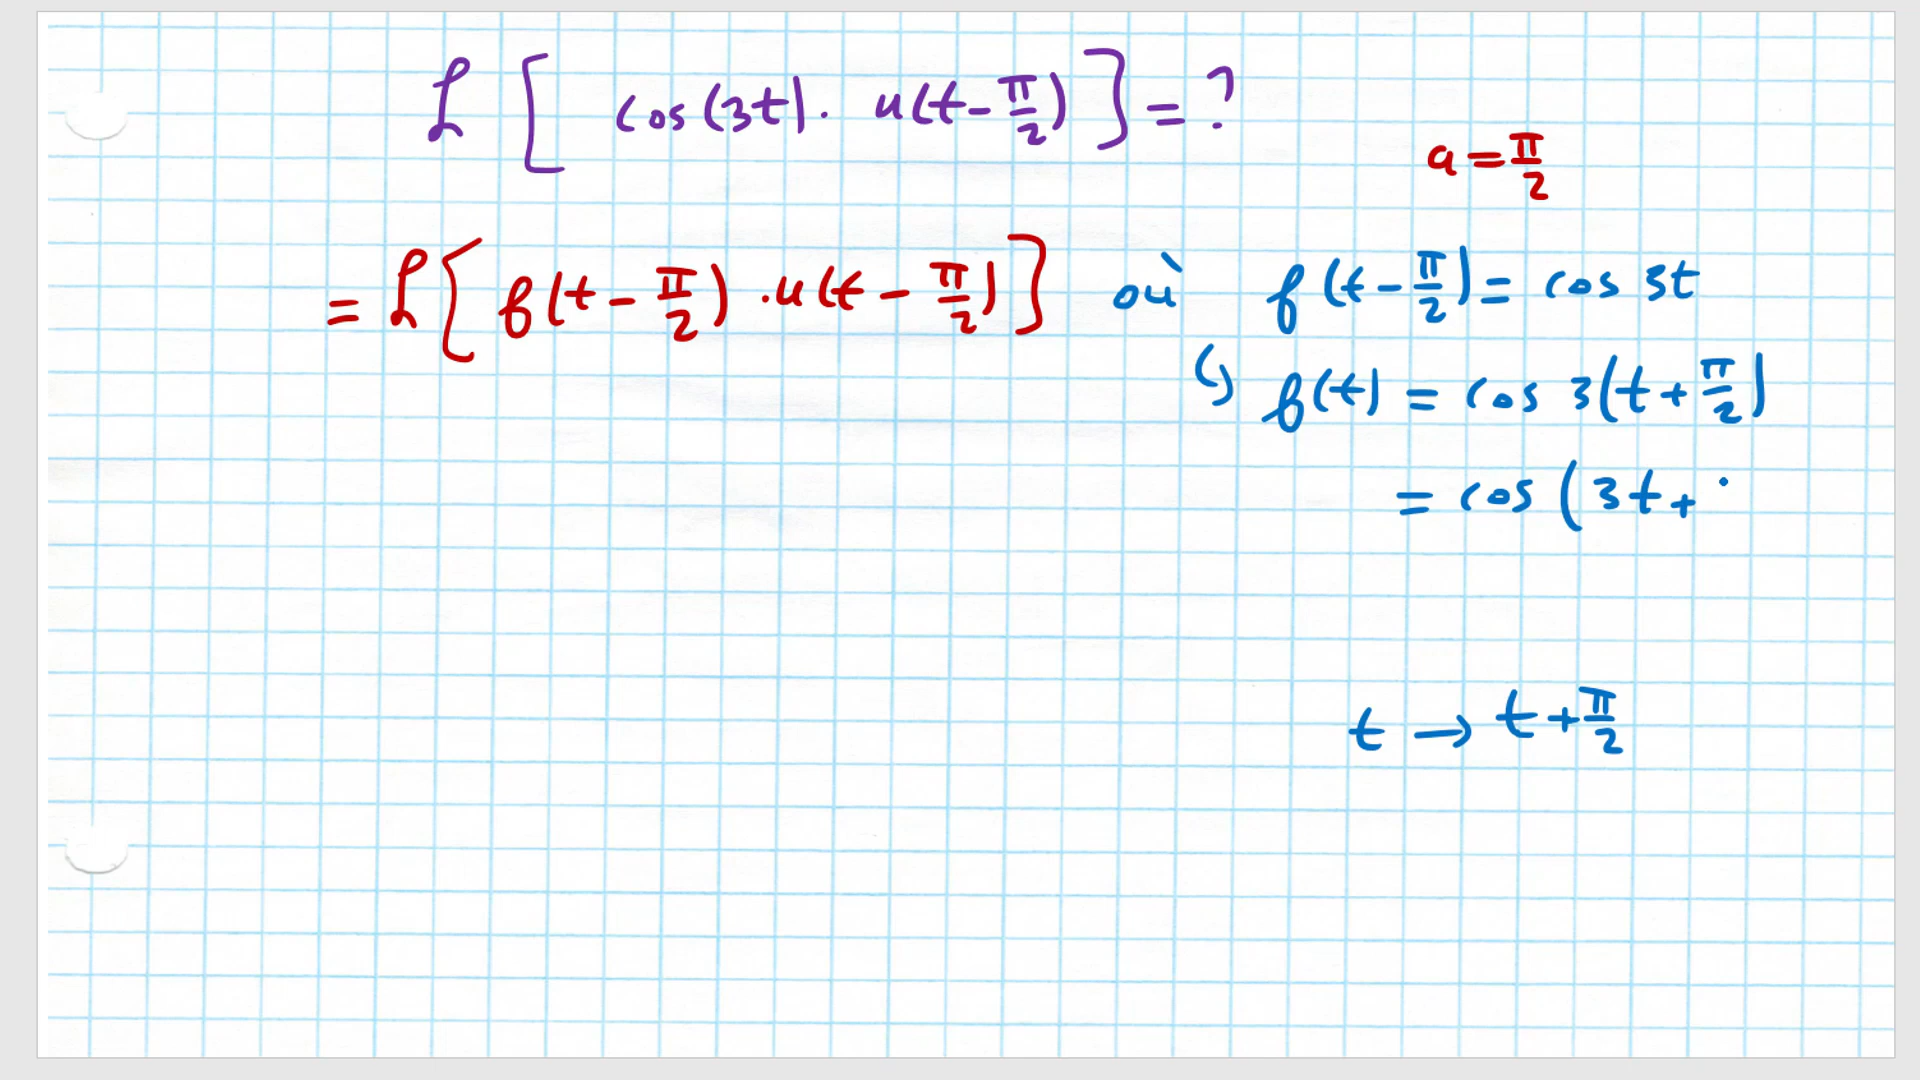 ℒ[cos(3t). u(t-π/2)] = ?
a = π/2
= ℒ[f(t-π/2).u(t-π/2)] où f(t-π/2) = cos 3t
f(t) = cos 3(t+π/2)
= cos (3t+
t → t+π/2